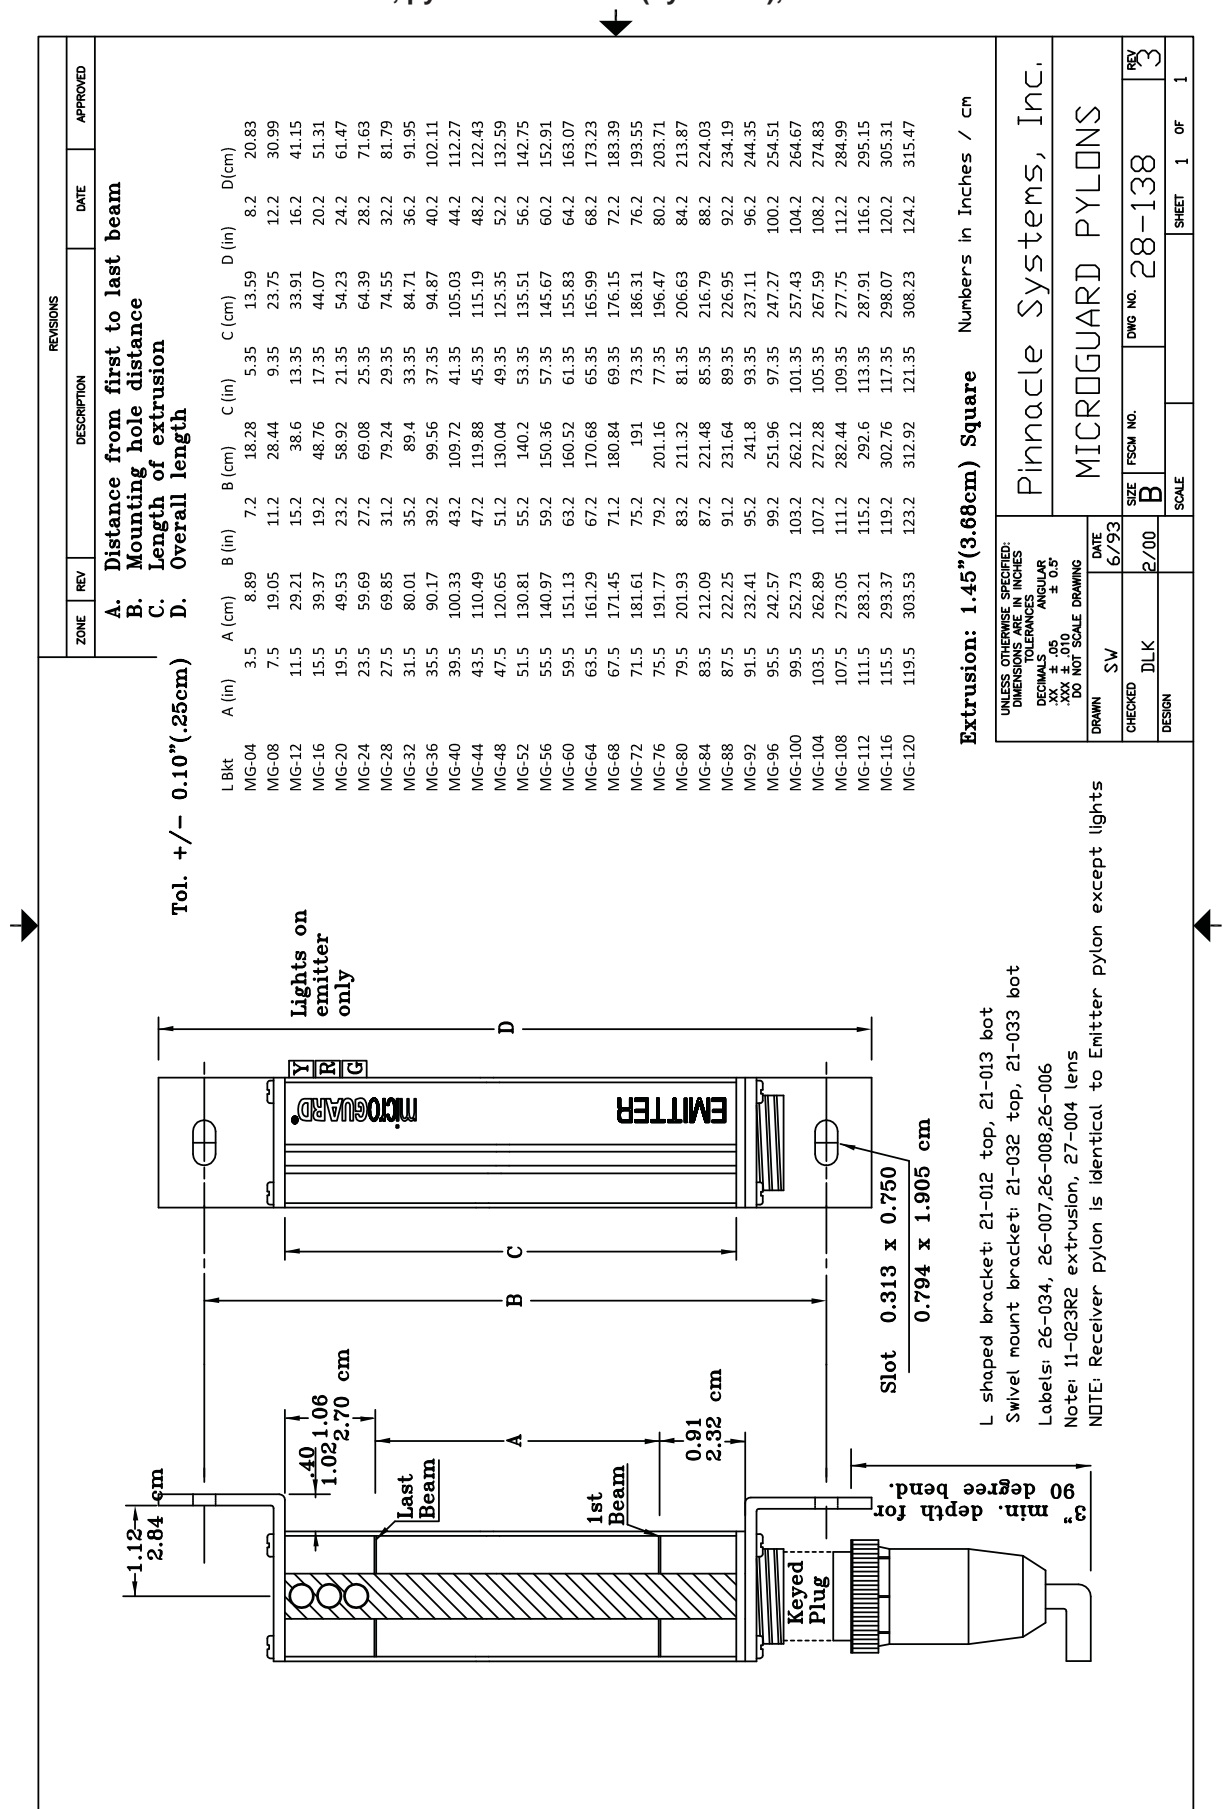 REVISIONS
ZONE REV DESCRIPTION DATE APPROVED
A. Distance from first to last beam
B. Mounting hole distance
C. Length of extrusion
D. Overall length
Tol. +/- 0.10"(.25cm)
L Bkt A (in) A (cm) B (in) B (cm) C (in) C (cm) D (in) D(cm)
MG-04 3.5 8.89 7.2 18.28 5.35 13.59 8.2 20.83
MG-08 7.5 19.05 11.2 28.44 9.35 23.75 12.2 30.99
MG-12 11.5 29.21 15.2 38.6 13.35 33.91 16.2 41.15
MG-16 15.5 39.37 19.2 48.76 17.35 44.07 20.2 51.31
MG-20 19.5 49.53 23.2 58.92 21.35 54.23 24.2 61.47
MG-24 23.5 59.69 27.2 69.08 25.35 64.39 28.2 71.63
MG-28 27.5 69.85 31.2 79.24 29.35 74.55 32.2 81.79
MG-32 31.5 80.01 35.2 89.4 33.35 84.71 36.2 91.95
MG-36 35.5 90.17 39.2 99.56 37.35 94.87 40.2 102.11
MG-40 39.5 100.33 43.2 109.72 41.35 105.03 44.2 112.27
MG-44 43.5 110.49 47.2 119.88 45.35 115.19 48.2 122.43
MG-48 47.5 120.65 51.2 130.04 49.35 125.35 52.2 132.59
MG-52 51.5 130.81 55.2 140.2 53.35 135.51 56.2 142.75
MG-56 55.5 140.97 59.2 150.36 57.35 145.67 60.2 152.91
MG-60 59.5 151.13 63.2 160.52 61.35 155.83 64.2 163.07
MG-64 63.5 161.29 67.2 170.68 65.35 165.99 68.2 173.23
MG-68 67.5 171.45 71.2 180.84 69.35 176.15 72.2 183.39
MG-72 71.5 181.61 75.2 191 73.35 186.31 76.2 193.55
MG-76 75.5 191.77 79.2 201.16 77.35 196.47 80.2 203.71
MG-80 79.5 201.93 83.2 211.32 81.35 206.63 84.2 213.87
MG-84 83.5 212.09 87.2 221.48 85.35 216.79 88.2 224.03
MG-88 87.5 222.25 91.2 231.64 89.35 226.95 92.2 234.19
MG-92 91.5 232.41 95.2 241.8 93.35 237.11 96.2 244.35
MG-96 95.5 242.57 99.2 251.96 97.35 247.27 100.2 254.51
MG-100 99.5 252.73 103.2 262.12 101.35 257.43 104.2 264.67
MG-104 103.5 262.89 107.2 272.28 105.35 267.59 108.2 274.83
MG-108 107.5 273.05 111.2 282.44 109.35 277.75 112.2 284.99
MG-112 111.5 283.21 115.2 292.6 113.35 287.91 116.2 295.15
MG-116 115.5 293.37 119.2 302.76 117.35 298.07 120.2 305.31
MG-120 119.5 303.53 123.2 312.92 121.35 308.23 124.2 315.47
Extrusion: 1.45"(3.68cm) Square Numbers in Inches / cm
1.12
2.84 cm
.40
1.02
1.06
2.70 cm
Last
Beam
A
1st
Beam
0.91
2.32 cm
Keyed
Plug
3" min. depth for
90 degree bend.
B
C
D
Lights on
emitter
only
Y
R
G
microGUARD®
EMITTER
Slot 0.313 x 0.750
0.794 x 1.905 cm
L shaped bracket: 21-012 top, 21-013 bot
Swivel mount bracket: 21-032 top, 21-033 bot
Labels: 26-034, 26-007,26-008,26-006
Note: 11-023R2 extrusion, 27-004 lens
NOTE: Receiver pylon is identical to Emitter pylon except lights
UNLESS OTHERWISE SPECIFIED:
DIMENSIONS ARE IN INCHES
TOLERANCES
DECIMALS ANGULAR
.XX ± .05 ± 0.5°
.XXX ± .010
DO NOT SCALE DRAWING
DRAWN SW DATE 6/93
CHECKED DLK 2/00
DESIGN
Pinnacle Systems, Inc.
MICROGUARD PYLONS
SIZE B FSCM NO. DWG NO. 28-138 REV 3
SCALE SHEET 1 OF 1